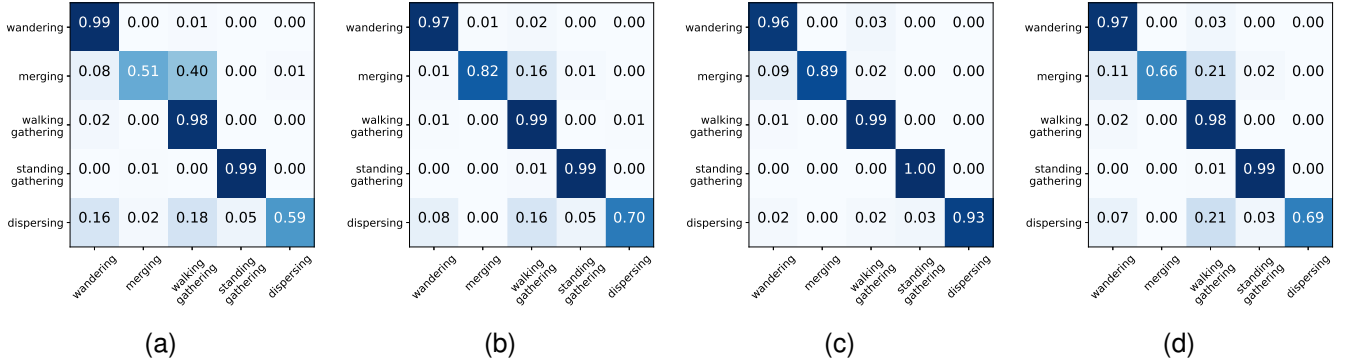 wandering 0.99 0.00 0.01 0.00 0.00
merging 0.08 0.51 0.40 0.00 0.01
walking
gathering 0.02 0.00 0.98 0.00 0.00
standing
gathering 0.00 0.01 0.00 0.99 0.00
dispersing 0.16 0.02 0.18 0.05 0.59
wandering
merging
walking
gathering
standing
gathering
dispersing
(a)
wandering 0.97 0.01 0.02 0.00 0.00
merging 0.01 0.82 0.16 0.01 0.00
walking
gathering 0.01 0.00 0.99 0.00 0.01
standing
gathering 0.00 0.00 0.01 0.99 0.00
dispersing 0.08 0.00 0.16 0.05 0.70
wandering
merging
walking
gathering
standing
gathering
dispersing
(b)
wandering 0.96 0.00 0.03 0.00 0.00
merging 0.09 0.89 0.02 0.00 0.00
walking
gathering 0.01 0.00 0.99 0.00 0.00
standing
gathering 0.00 0.00 0.00 1.00 0.00
dispersing 0.02 0.00 0.02 0.03 0.93
wandering
merging
walking
gathering
standing
gathering
dispersing
(c)
wandering 0.97 0.00 0.03 0.00 0.00
merging 0.11 0.66 0.21 0.02 0.00
walking
gathering 0.02 0.00 0.98 0.00 0.00
standing
gathering 0.00 0.00 0.01 0.99 0.00
dispersing 0.07 0.00 0.21 0.03 0.69
wandering
merging
walking
gathering
standing
gathering
dispersing
(d)